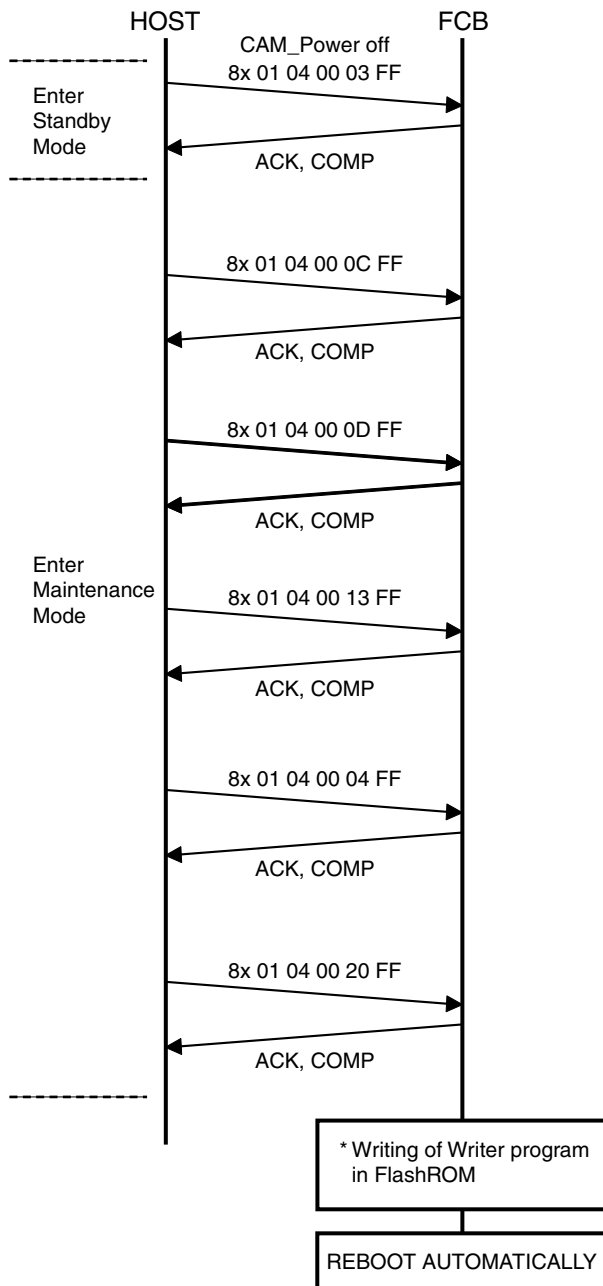 HOST
FCB
CAM_Power off
8x 01 04 00 03 FF
Enter
Standby
Mode
ACK, COMP
8x 01 04 00 0C FF
ACK, COMP
8x 01 04 00 0D FF
ACK, COMP
Enter
Maintenance
Mode
8x 01 04 00 13 FF
ACK, COMP
8x 01 04 00 04 FF
ACK, COMP
8x 01 04 00 20 FF
ACK, COMP
* Writing of Writer program
in FlashROM
REBOOT AUTOMATICALLY